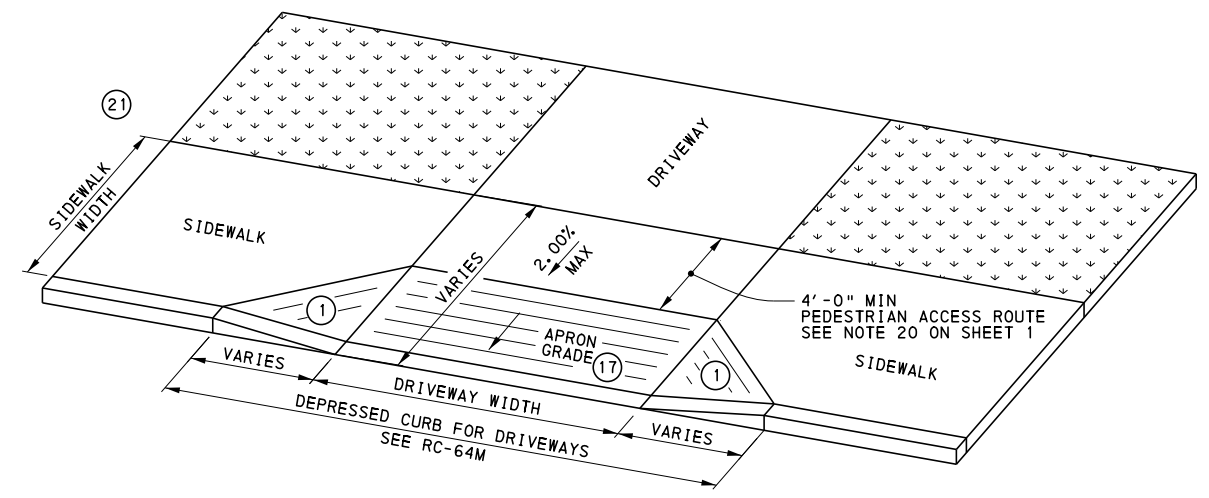 21
SIDEWALK
WIDTH
SIDEWALK
DRIVEWAY
2.00%
MAX
VARIES
4'-0" MIN
PEDESTRIAN ACCESS ROUTE
SEE NOTE 20 ON SHEET 1
SIDEWALK
1
APRON
GRADE 17
1
VARIES
DRIVEWAY WIDTH
VARIES
DEPRESSED CURB FOR DRIVEWAYS
SEE RC-64M